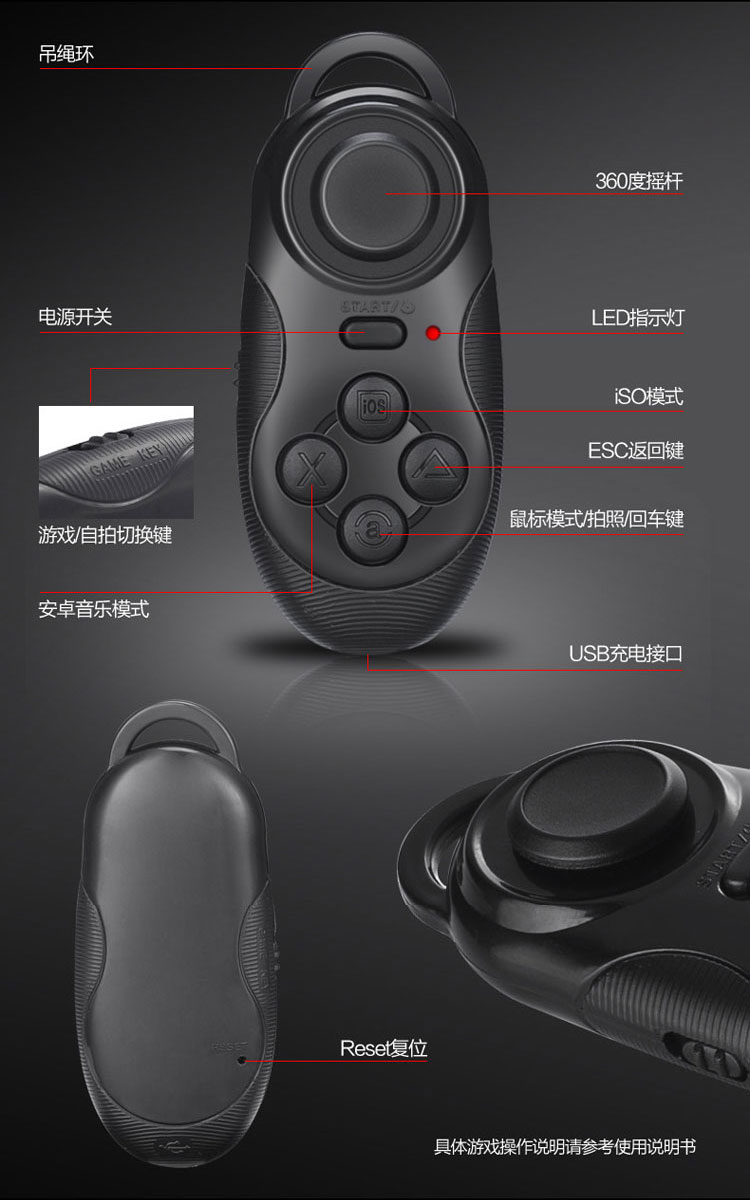 吊绳环
360度摇杆
START/
电源开关
LED指示灯
iSO模式
iOS
ESC返回键
X
GAME KEY
a
鼠标模式/拍照/回车键
游戏/自拍切换键
安卓音乐模式
USB充电接口
START/
RESET
Reset复位
具体游戏操作说明请参考使用说明书